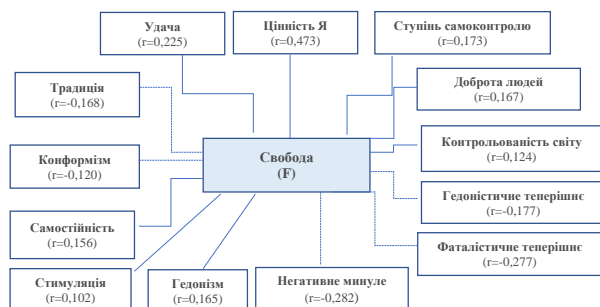 Удача
(r=0,225)
Цінність Я
(r=0,473)
Ступінь самоконтролю
(r=0,173)
Традиція
(r=-0,168)
Доброта людей
(r=0,167)
Конформізм
(r=-0,120)
Свобода
(F)
Контрольованість світу
(r=0,124)
Самостійність
(r=0,156)
Гедоністичне теперішнє
(r=-0,177)
Стимуляція
(r=0,102)
Гедонізм
(r=0,165)
Негативне минуле
(r=-0,282)
Фаталістичне теперішнє
(r=-0,277)